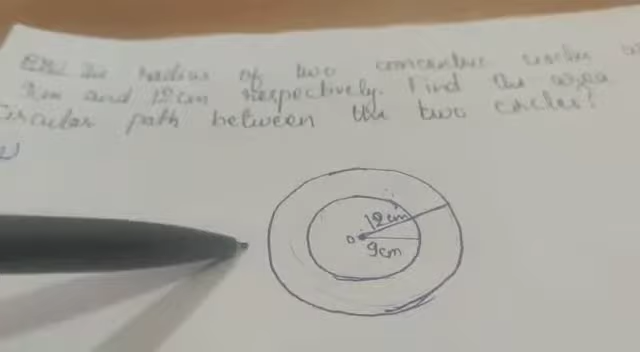 The radius of two concentric circles
9cm and 12cm respectively. Find the area
Circular path between the two circles?
12cm
O
9cm